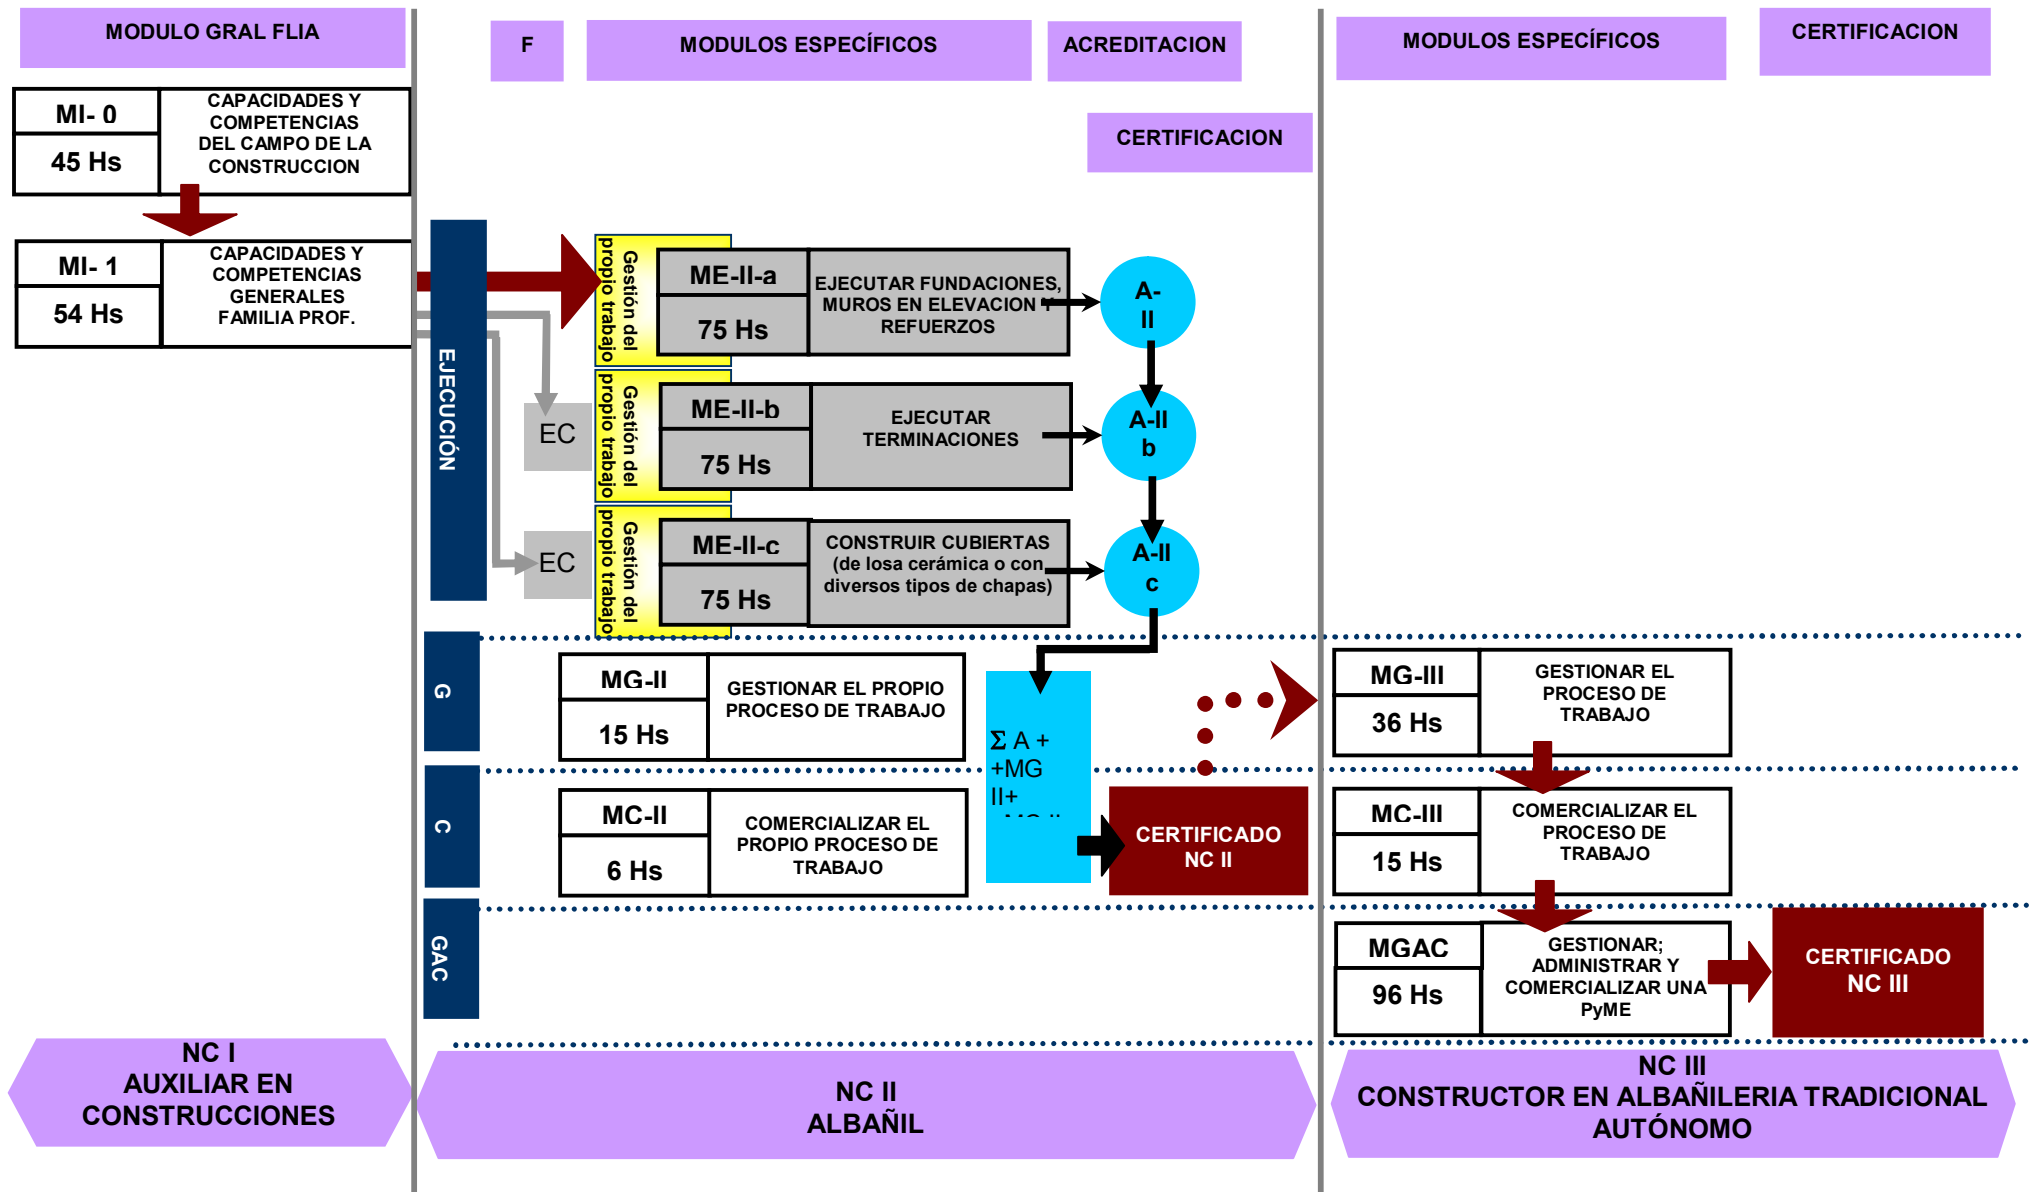 MODULO GRAL FLIA
F
MODULOS ESPECÍFICOS
ACREDITACION
CERTIFICACION
MODULOS ESPECÍFICOS
CERTIFICACION
MI- 0
45 Hs
CAPACIDADES Y
COMPETENCIAS
DEL CAMPO DE LA
CONSTRUCCION
MI- 1
54 Hs
CAPACIDADES Y
COMPETENCIAS
GENERALES
FAMILIA PROF.
EJECUCIÓN
Gestión del
propio trabajo
ME-II-a
75 Hs
EJECUTAR FUNDACIONES,
MUROS EN ELEVACION Y
REFUERZOS
A-
II
EC
Gestión del
propio trabajo
ME-II-b
75 Hs
EJECUTAR
TERMINACIONES
A-II
b
EC
Gestión del
propio trabajo
ME-II-c
75 Hs
CONSTRUIR CUBIERTAS
(de losa cerámica o con
diversos tipos de chapas)
A-II
c
G
MG-II
15 Hs
GESTIONAR EL PROPIO
PROCESO DE TRABAJO
Σ A +
+MG
II+
MG-III
36 Hs
GESTIONAR EL
PROCESO DE
TRABAJO
C
MC-II
6 Hs
COMERCIALIZAR EL
PROPIO PROCESO DE
TRABAJO
CERTIFICADO
NC II
MC-III
15 Hs
COMERCIALIZAR EL
PROCESO DE
TRABAJO
GAC
MGAC
96 Hs
GESTIONAR;
ADMINISTRAR Y
COMERCIALIZAR UNA
PyME
CERTIFICADO
NC III
NC I
AUXILIAR EN
CONSTRUCCIONES
NC II
ALBAÑIL
NC III
CONSTRUCTOR EN ALBAÑILERIA TRADICIONAL
AUTÓNOMO